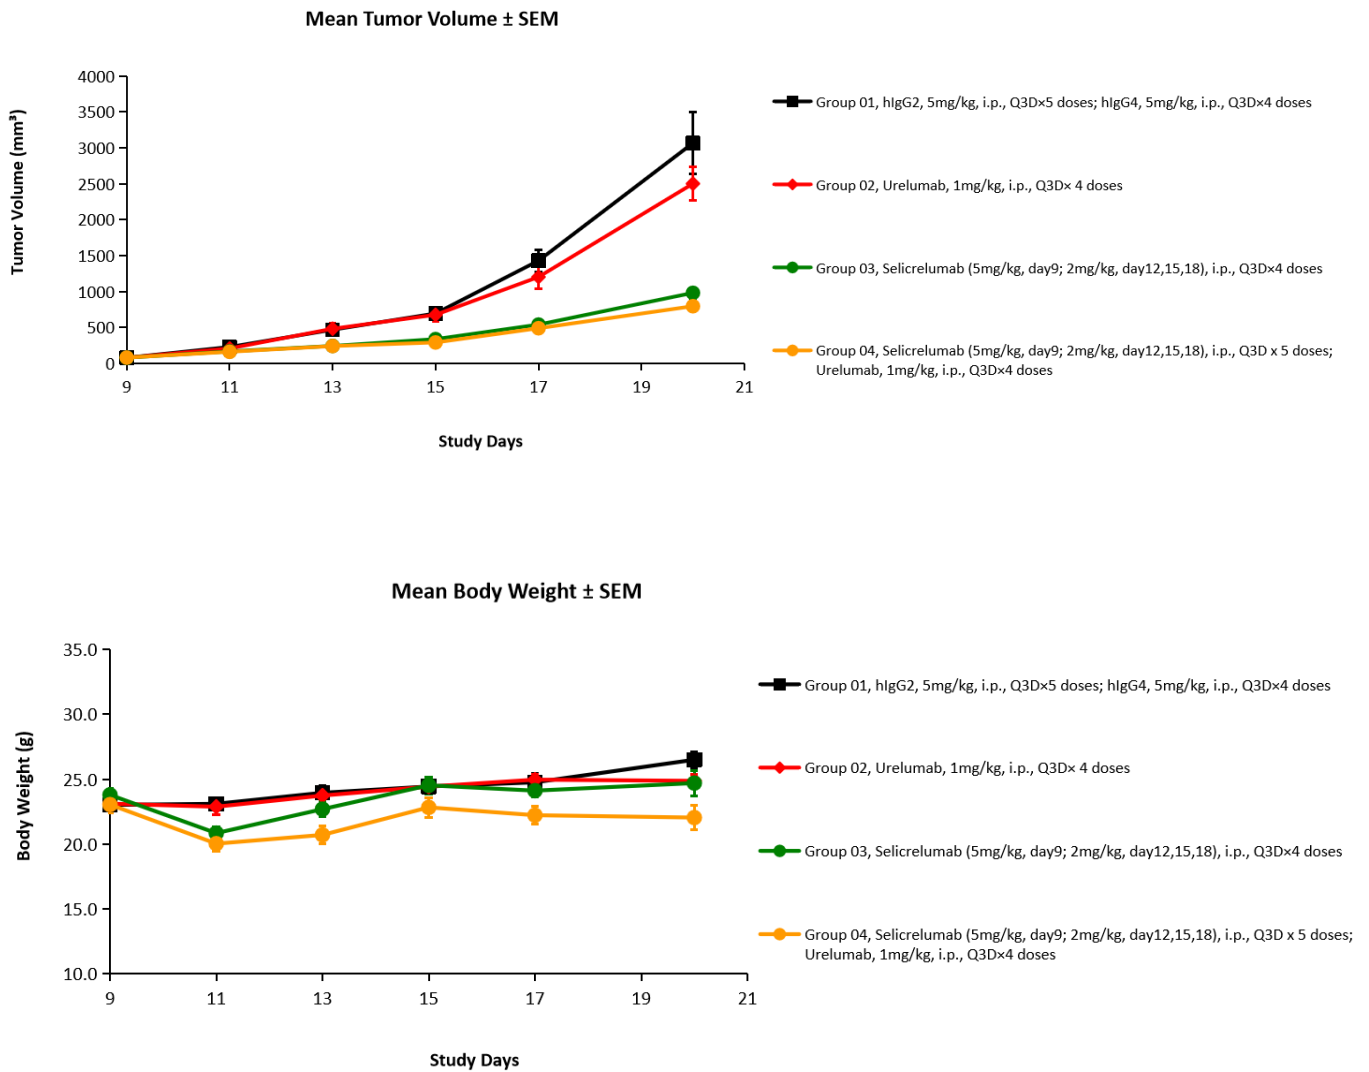 Mean Tumor Volume ± SEM
Tumor Volume (mm³)
4000
3500
3000
2500
2000
1500
1000
500
0
9 11 13 15 17 19 21
Study Days
Group 01, hIgG2, 5mg/kg, i.p., Q3D×5 doses; hIgG4, 5mg/kg, i.p., Q3D×4 doses
Group 02, Urelumab, 1mg/kg, i.p., Q3D× 4 doses
Group 03, Selicrelumab (5mg/kg, day9; 2mg/kg, day12,15,18), i.p., Q3D×4 doses
Group 04, Selicrelumab (5mg/kg, day9; 2mg/kg, day12,15,18), i.p., Q3D x 5 doses;
Urelumab, 1mg/kg, i.p., Q3D×4 doses
Mean Body Weight ± SEM
Body Weight (g)
35.0
30.0
25.0
20.0
15.0
10.0
9 11 13 15 17 19 21
Study Days
Group 01, hIgG2, 5mg/kg, i.p., Q3D×5 doses; hIgG4, 5mg/kg, i.p., Q3D×4 doses
Group 02, Urelumab, 1mg/kg, i.p., Q3D× 4 doses
Group 03, Selicrelumab (5mg/kg, day9; 2mg/kg, day12,15,18), i.p., Q3D×4 doses
Group 04, Selicrelumab (5mg/kg, day9; 2mg/kg, day12,15,18), i.p., Q3D x 5 doses;
Urelumab, 1mg/kg, i.p., Q3D×4 doses